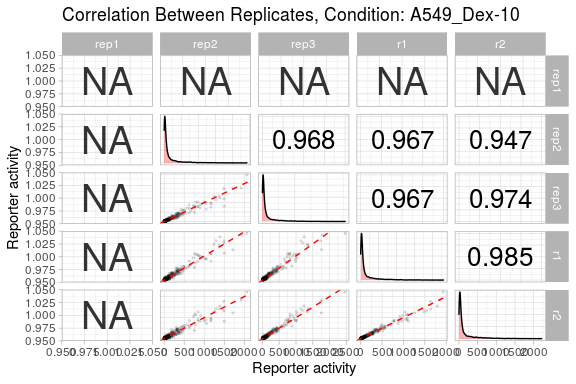 Correlation Between Replicates, Condition: A549_Dex-10
rep1 rep2 rep3 r1 r2
1.050
1.025
1.000
0.975
0.950
NA NA NA NA NA
rep1
1.050
1.025
1.000
0.975
0.950
NA 0.968 0.967 0.947
rep2
1.050
1.025
1.000
0.975
0.950
NA 0.967 0.974
rep3
1.050
1.025
1.000
0.975
0.950
NA 0.985
r1
1.050
1.025
1.000
0.975
0.950
NA
r2
0.950 0.975 1.000 1.025 1.050
0 500 1000 1500 2000
0 500 1000 1500 2000 2500
0 500 1000 1500
0 500 1000 1500 2000
Reporter activity
Reporter activity